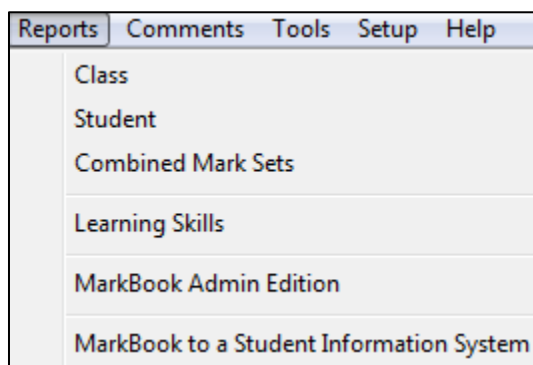 Reports Comments Tools Setup Help
Class
Student
Combined Mark Sets
Learning Skills
MarkBook Admin Edition
MarkBook to a Student Information System